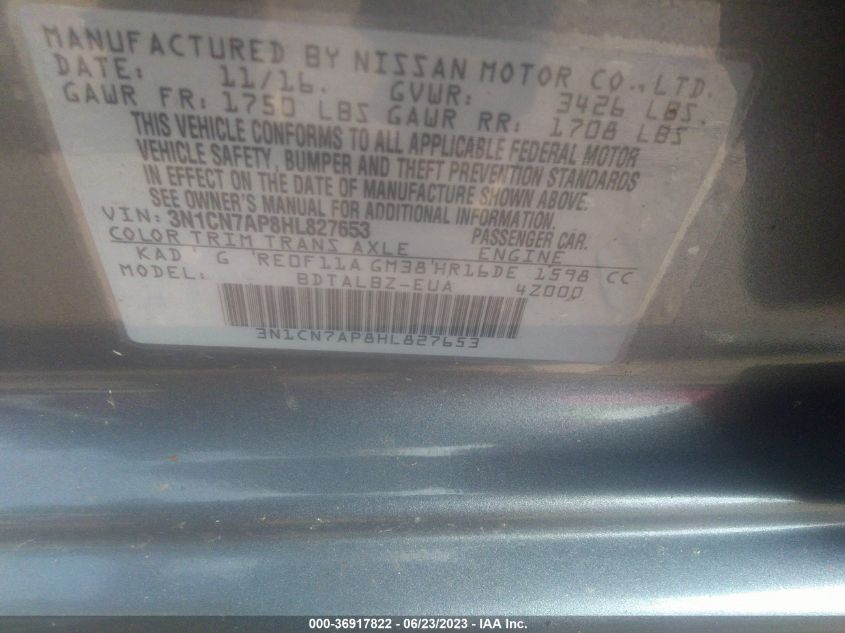 MANUFACTURED BY NISSAN MOTOR CO., LTD.
DATE: 11/16. GVWR: 3426 LBS.
GAWR FR: 1750 LBS GAWR RR: 1708 LBS
THIS VEHICLE CONFORMS TO ALL APPLICABLE FEDERAL MOTOR
VEHICLE SAFETY, BUMPER AND THEFT PREVENTION STANDARDS
IN EFFECT ON THE DATE OF MANUFACTURE SHOWN ABOVE.
SEE OWNER'S MANUAL FOR ADDITIONAL INFORMATION.
VIN: 3N1CN7AP8HL827653 PASSENGER CAR.
COLOR TRIM TRANS AXLE ENGINE
KAD G RE0F11A GM38 HR16DE 1598 CC
MODEL: BDTALBZ-EUA 4Z000
3N1CN7AP8HL827653
000-36917822 - 06/23/2023 - IAA Inc.